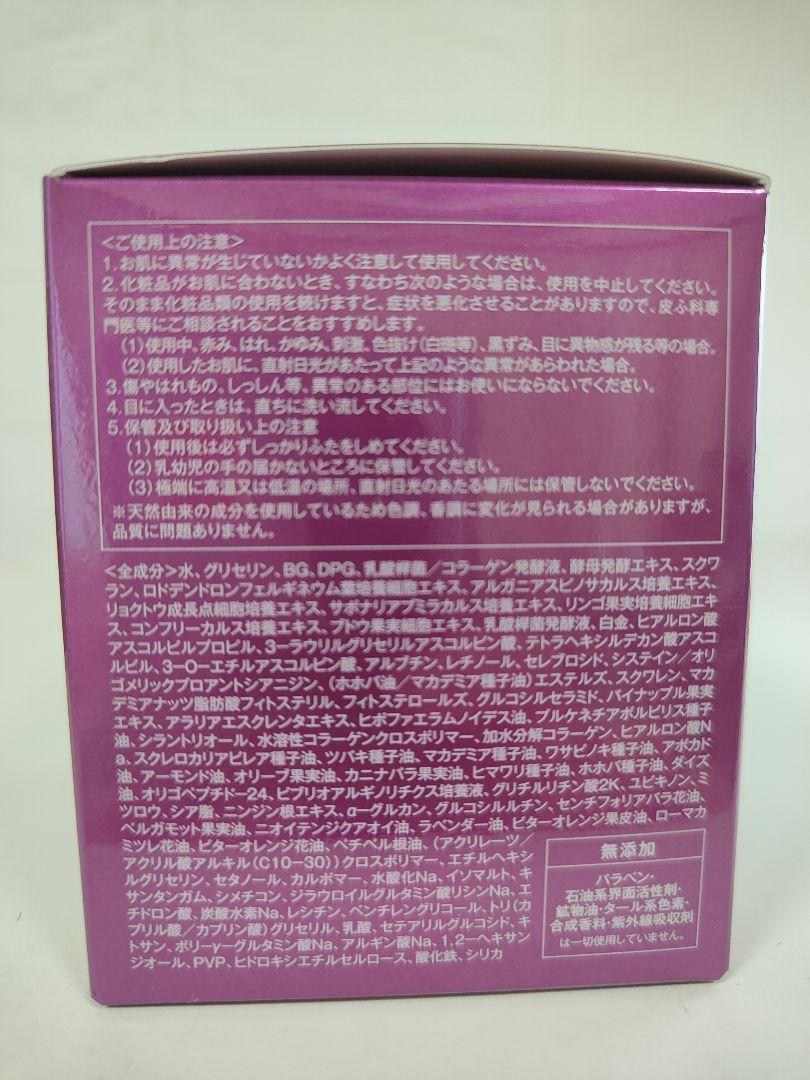 <ご使用上の注意>
1.お肌に異常が生じていないかよく注意して使用してください。
2.化粧品がお肌に合わないとき、すなわち次のような場合は、使用を中止してください。
そのまま化粧品類の使用を続けますと、症状を悪化させることがありますので、皮ふ科専
門医等にご相談されることをおすすめします。
(1)使用中、赤み、はれ、かゆみ、刺激、色抜け(白斑等)、黒ずみ、目に異物感が残る等の場合。
(2)使用したお肌に、直射日光があたって上記のような異常があらわれた場合。
3.傷やはれもの、しっしん等、異常のある部位にはお使いにならないでください。
4.目に入ったときは、直ちに洗い流してください。
5.保管及び取り扱い上の注意
(1)使用後は必ずしっかりふたをしめてください。
(2)乳幼児の手の届かないところに保管してください。
(3)極端に高温又は低温の場所、直射日光のあたる場所には保管しないでください。
※天然由来の成分を使用しているため色調、香調に変化が見られる場合がありますが、
品質に問題ありません。
<全成分>水、グリセリン、BG、DPG、乳酸桿菌/コラーゲン発酵液、酵母発酵エキス、スクワ
ラン、ロドデンドロンフェルギネウム葉培養細胞エキス、アルガニアスピノサカルス培養エキス、
リョクトウ成長点細胞培養エキス、サポナリアプミラカルス培養エキス、リンゴ果実培養細胞エキ
ス、コンフリーカルス培養エキス、ブドウ果実細胞エキス、乳酸桿菌発酵液、白金、ヒアルロン酸
アスコルビルプロピル、3-ラウリルグリセリルアスコルビン酸、テトラヘキシルデカン酸アスコ
ルビル、3-O-エチルアスコルビン酸、アルブチン、レチノール、セレブロシド、システイン/オリ
ゴメリックプロアントシアニジン、(ホホバ油/マカデミア種子油)エステルズ、スクワレン、マカ
デミアナッツ脂肪酸フィトステリル、フィトステロールズ、グルコシルセラミド、パイナップル果実
エキス、アラリアエスクレンタエキス、ヒポファエラムノイデス油、プルケネチアボルビリス種子
油、シラントリオール、水溶性コラーゲンクロスポリマー、加水分解コラーゲン、ヒアルロン酸N
a、スクレロカリアビレア種子油、ツバキ種子油、マカデミア種子油、ワサビノキ種子油、アボカド
油、アーモンド油、オリーブ果実油、カニナバラ果実油、ヒマワリ種子油、ホホバ種子油、ダイズ
油、オリゴペプチド-24、ビブリオアルギノリチクス培養液、グリチルリチン酸2K、ユビキノン、ミ
ツロウ、シア脂、ニンジン根エキス、α-グルカン、グルコシルルチン、センチフォリアバラ花油、
ベルガモット果実油、ニオイテンジクアオイ油、ラベンダー油、ビターオレンジ果皮油、ローマカ
ミツレ花油、ビターオレンジ花油、ベチベル根油、(アクリレーツ/
アクリル酸アルキル(C10-30))クロスポリマー、エチルヘキシ
ルグリセリン、セタノール、カルボマー、水酸化Na、イソマルト、キ
サンタンガム、シメチコン、ジラウロイルグルタミン酸リシンNa、エ
チドロン酸、炭酸水素Na、レシチン、ペンチレングリコール、トリ(カ
プリル酸/カプリン酸)グリセリル、乳酸、セテアリルグルコシド、キ
トサン、ポリ-γ-グルタミン酸Na、アルギン酸Na、1,2-ヘキサン
ジオール、PVP、ヒドロキシエチルセルロース、酸化鉄、シリカ
無添加
パラベン・
石油系界面活性剤・
鉱物油・タール系色素・
合成香料・紫外線吸収剤
は一切使用していません。